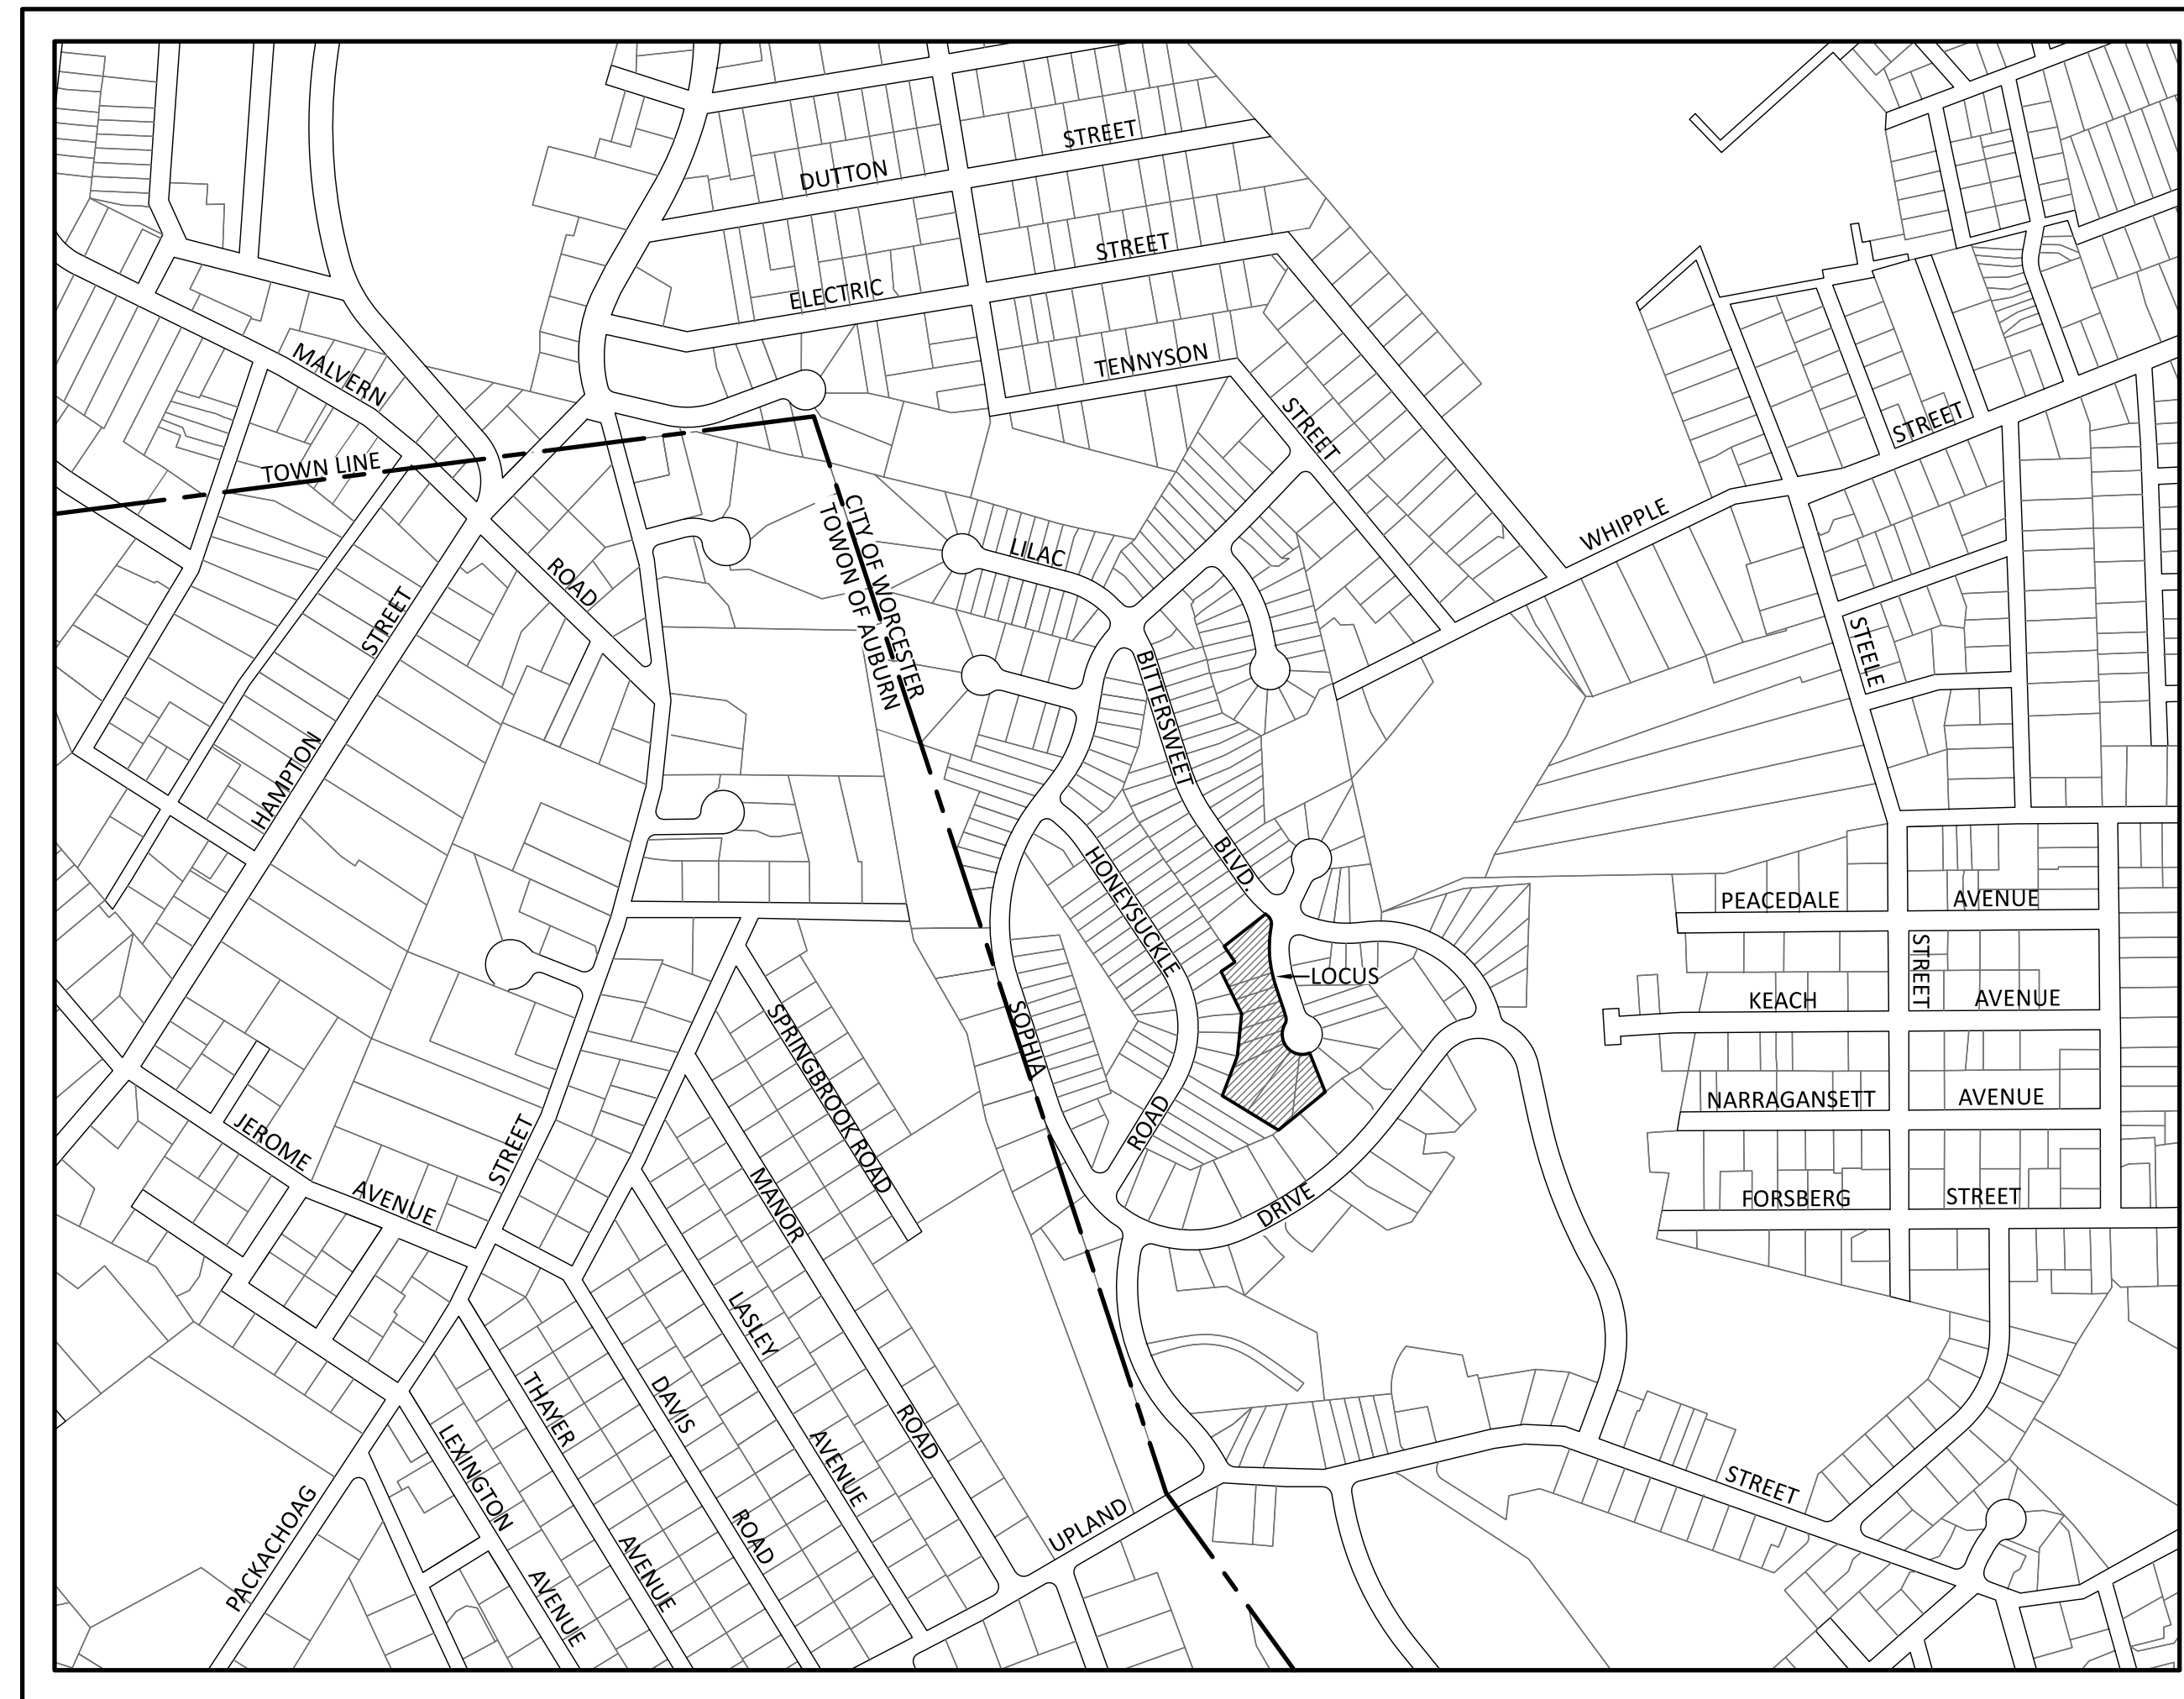 STREET
DUTTON
STREET
ELECTRIC
TENNYSON
MALVERN
STREET
STREET
TOWN LINE
WHIPPLE
CITY OF WORCESTER
TOWON OF AUBURN
LILAC
ROAD
STREET
STEELE
BITTERSWEET
HAMPTON
BLVD.
HONEYSUCKLE
PEACEDALE
AVENUE
STREET
LOCUS
KEACH
AVENUE
SOPHIA
SPRINGBROOK ROAD
NARRAGANSETT
AVENUE
ROAD
JEROME
STREET
AVENUE
MANOR
FORSBERG
STREET
DRIVE
LASLEY
THAYER
DAVIS
ROAD
AVENUE
LEXINGTON
STREET
UPLAND
PACKACHOAG
ROAD
AVENUE
AVENUE